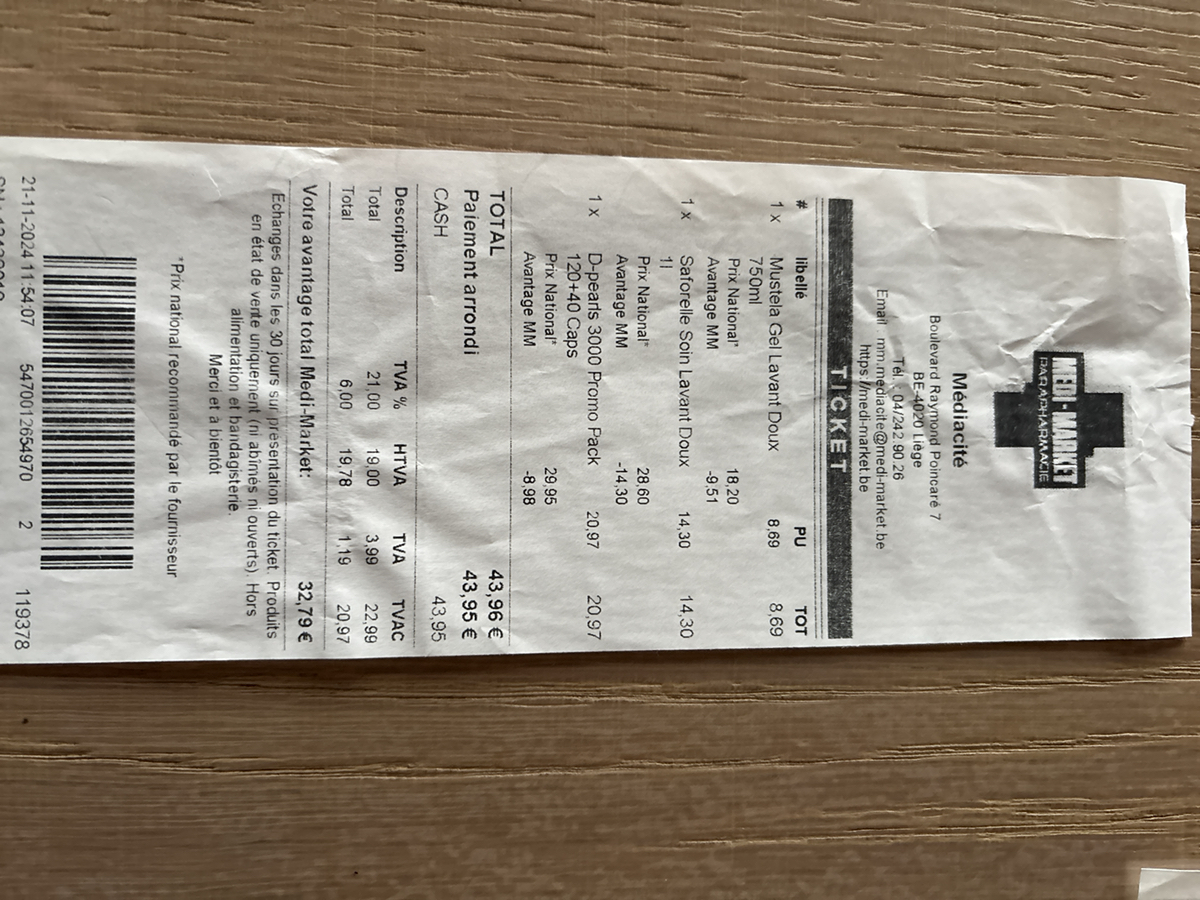 MEDI-MARKET
PARAPHARMACIE
Médiacité
Boulevard Raymond Poincaré 7
BE-4020 Liège
Tél.: 04/242 90 26
Email: mm.mediacite@medi-market.be
https://medi-market.be
TICKET
# libellé PU TOT
1 x Mustela Gel Lavant Doux 8,69 8,69
750ml
Prix National* 18,20
Avantage MM -9,51
1 x Saforelle Soin Lavant Doux 14,30 14,30
1l
Prix National* 28,60
Avantage MM -14,30
1 x D-pearls 3000 Promo Pack 20,97 20,97
120+40 Caps
Prix National* 29,95
Avantage MM -8,98
TOTAL 43,96 €
Paiement arrondi 43,95 €
CASH 43,95
Description TVA % HTVA TVA TVAC
Total 21,00 19,00 3,99 22,99
Total 6,00 19,78 1,19 20,97
Votre avantage total Medi-Market: 32,79 €
Echanges dans les 30 jours sur présentation du ticket. Produits
en état de vente uniquement (ni abîmés ni ouverts). Hors
alimentation et bandagisterie.
Merci et à bientôt
*Prix national recommandé par le fournisseur
21-11-2024 11:54:07 5470012654970 2 119378